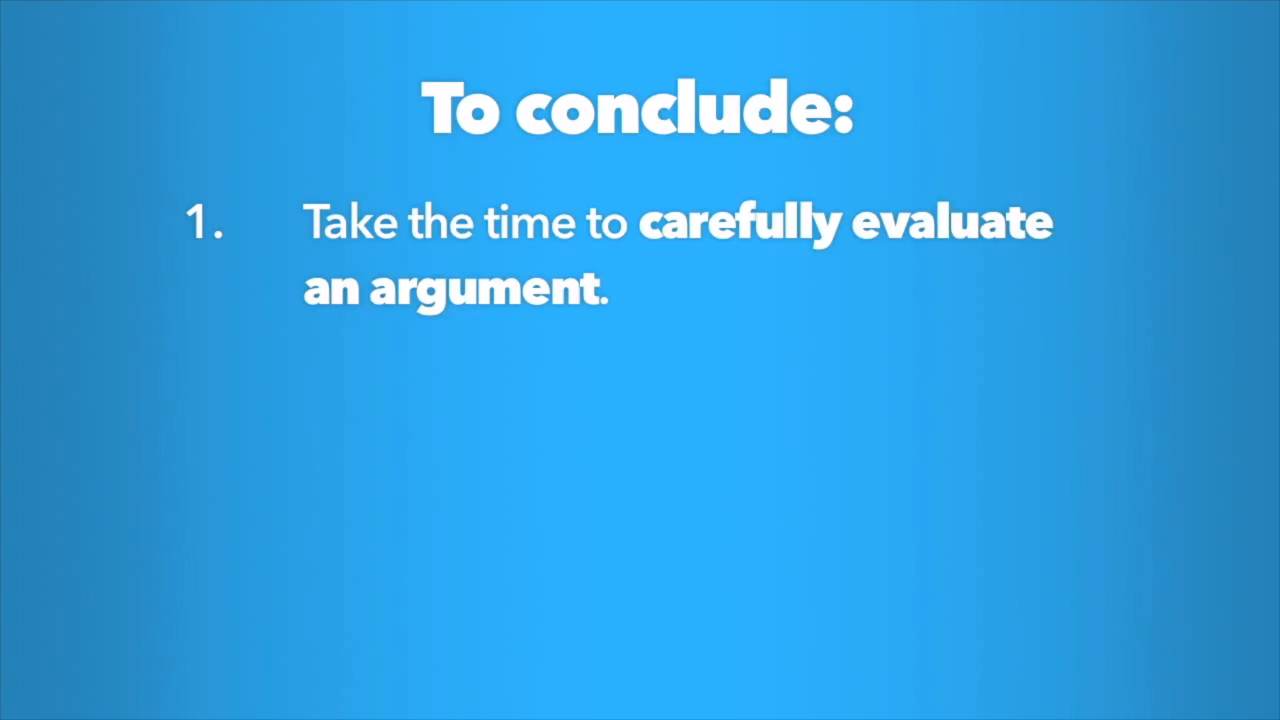 To conclude:
1. Take the time to carefully evaluate
an argument.